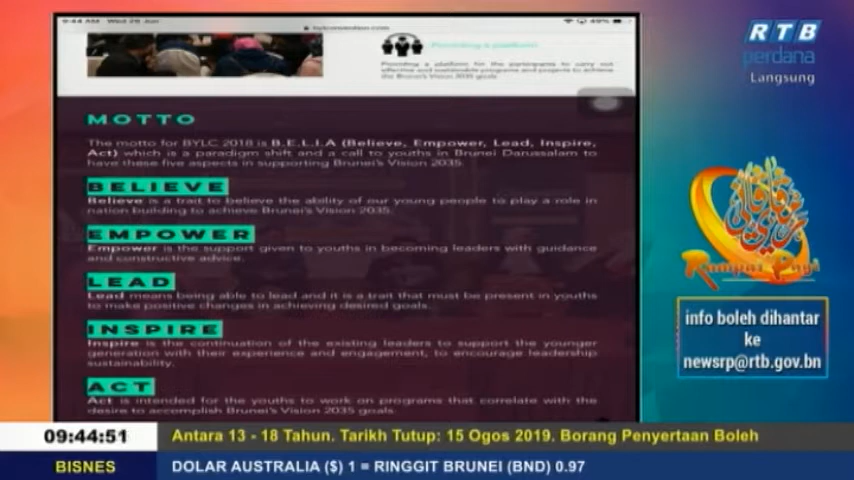 9:44 AM Wed 26 Jun
bylconvention.com
49%
Providing a platform
Providing a platform for the participants to carry out
effective and sustainable programs and projects to achieve
the Brunei's Vision 2035 goals
MOTTO
The motto for BYLC 2018 is B.E.L.I.A (Believe, Empower, Lead, Inspire,
Act) which is a paradigm shift and a call to youths in Brunei Darussalam to
have these five aspects in supporting Brunei's Vision 2035.
BELIEVE
Believe is a trait to believe the ability of our young people to play a role in
nation building to achieve Brunei's Vision 2035.
EMPOWER
Empower is the support given to youths in becoming leaders with guidance
and constructive advice.
LEAD
Lead means being able to lead and it is a trait that must be present in youths
to make positive changes in achieving desired goals.
INSPIRE
Inspire is the continuation of the existing leaders to support the younger
generation with their experience and engagement, to encourage leadership
sustainability.
ACT
Act is intended for the youths to work on programs that correlate with the
desire to accomplish Brunei's Vision 2035 goals.
RTB
perdana
Langsung
Rampai Pagi
info boleh dihantar
ke
newsrp@rtb.gov.bn
09:44:51
Antara 13 - 18 Tahun. Tarikh Tutup: 15 Ogos 2019. Borang Penyertaan Boleh
BISNES
DOLAR AUSTRALIA ($) 1 = RINGGIT BRUNEI (BND) 0.97